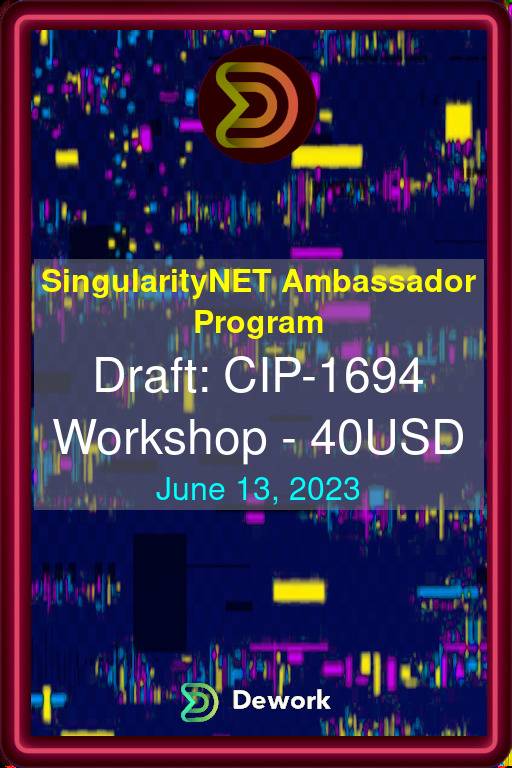 SingularityNET Ambassador
Program
Draft: CIP-1694
Workshop - 40USD
June 13, 2023
Dework